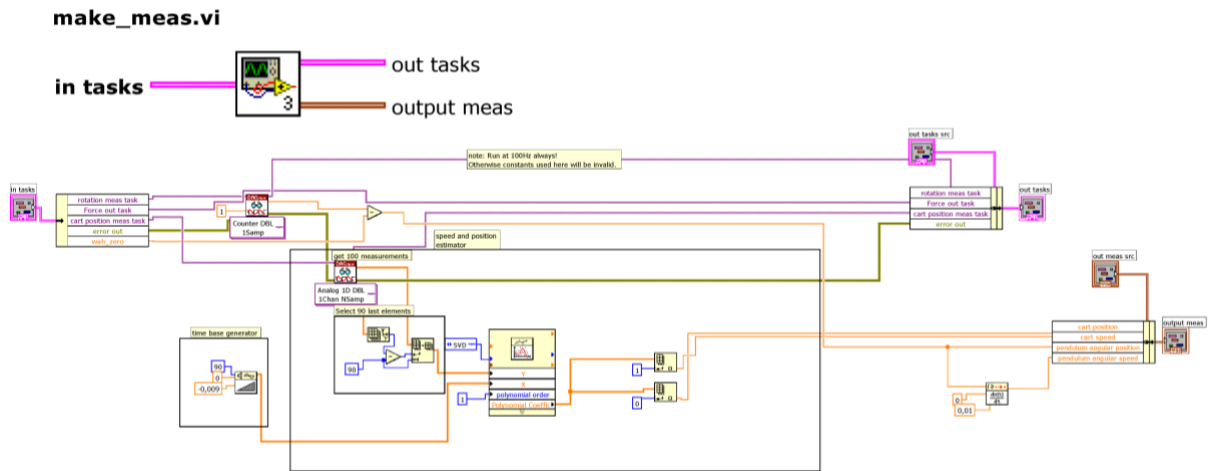 make_meas.vi
in tasks
out tasks
output meas
3
note: Run at 100Hz always!
Otherwise constants used here will be invalid.
out tasks src
in tasks
rotation meas task
Force out task
cart position meas task
error out
wah_zero
1
Counter DBL
1Samp
rotation meas task
Force out task
cart position meas task
error out
out tasks
speed and position
estimator
get 100 measurements
Analog 1D DBL
1Chan NSamp
Select 90 last elements
90
SVD
Y
X
polynomial order
Polynomial Coeffic
1
1
0
time base generator
90
0
-0,009
out meas src
cart position
cart speed
pendulum angular position
pendulum angular speed
output meas
0
0,01